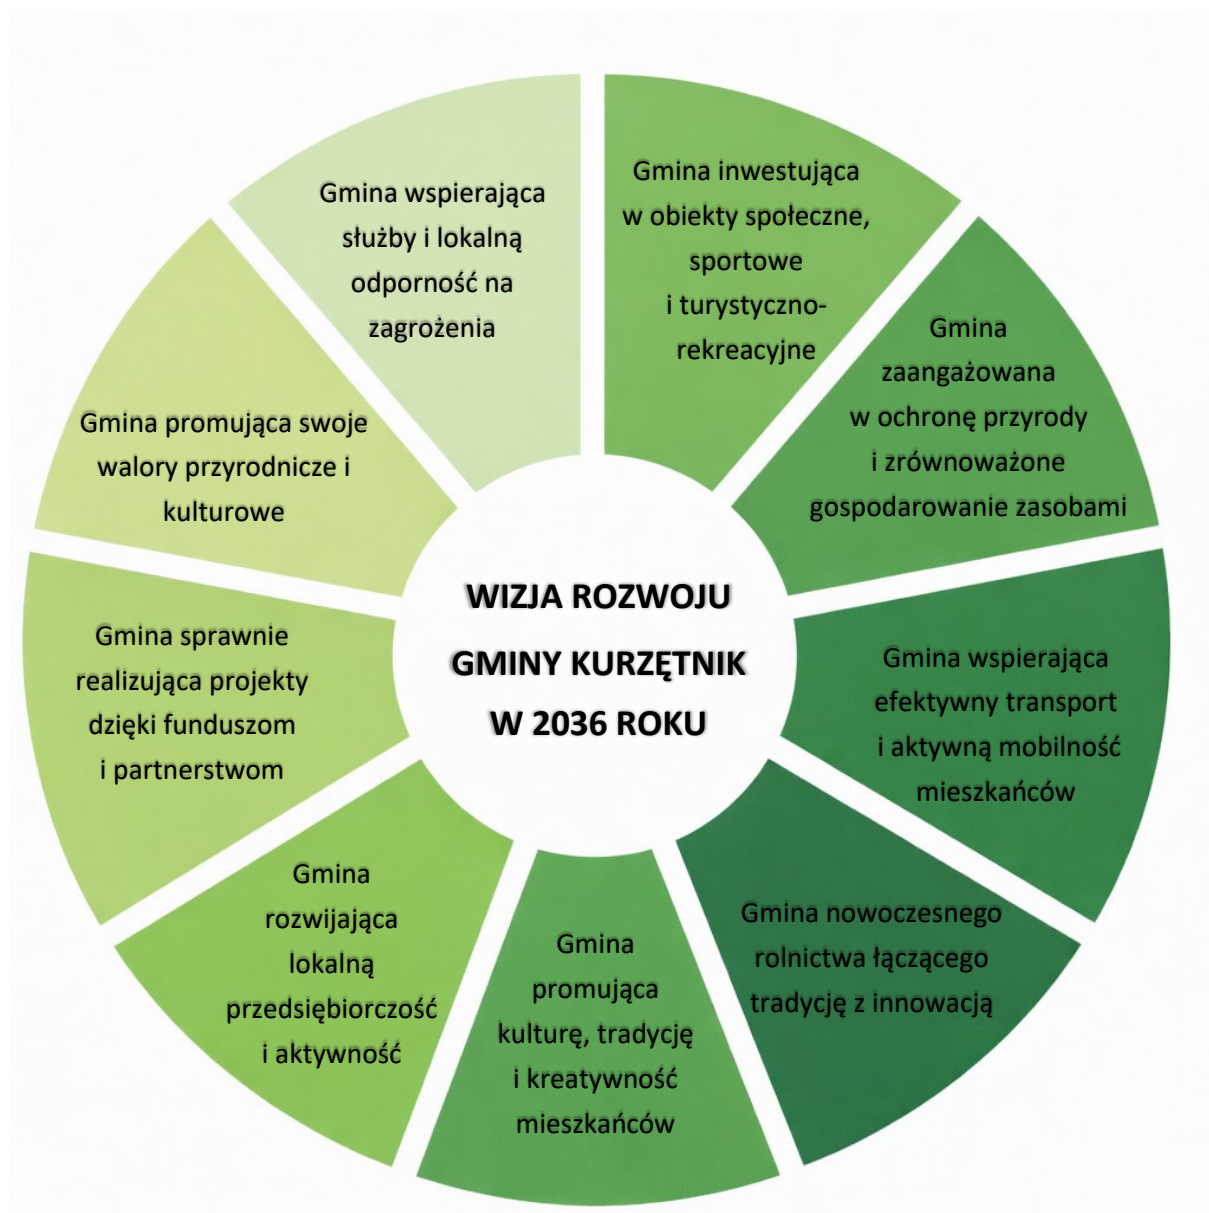 WIZJA ROZWOJU
GMINY KURZĘTNIK
W 2036 ROKU
Gmina inwestująca
w obiekty społeczne,
sportowe
i turystyczno-
rekreacyjne
Gmina
zaangażowana
w ochronę przyrody
i zrównoważone
gospodarowanie zasobami
Gmina wspierająca
efektywny transport
i aktywną mobilność
mieszkańców
Gmina nowoczesnego
rolnictwa łączącego
tradycję z innowacją
Gmina
promująca
kulturę, tradycję
i kreatywność
mieszkańców
Gmina
rozwijająca
lokalną
przedsiębiorczość
i aktywność
Gmina sprawnie
realizująca projekty
dzięki funduszom
i partnerstwom
Gmina promująca swoje
walory przyrodnicze i
kulturowe
Gmina wspierająca
służby i lokalną
odporność na
zagrożenia